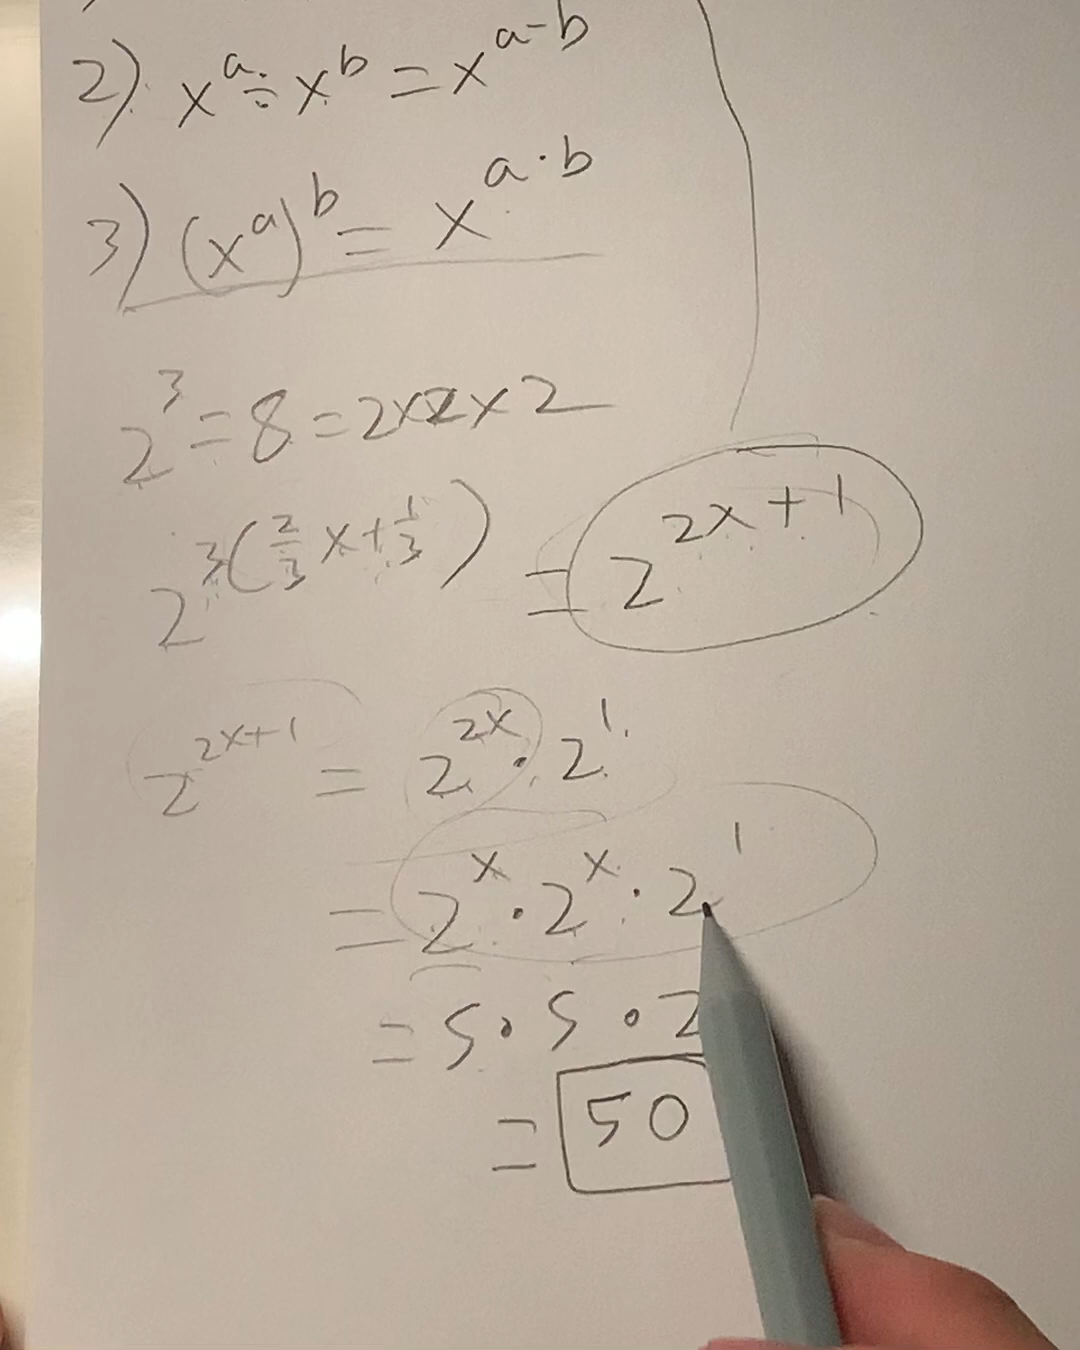 2) x^a ÷ x^b = x^(a-b)
3) (x^a)^b = x^(a·b)
2^3 = 8 = 2×2×2
2^(3(2/3 x + 1/3)) = 2^(2x+1)
2^(2x+1) = 2^(2x) · 2^1
= 2^x · 2^x · 2^1
= 5 · 5 · 2
= 50